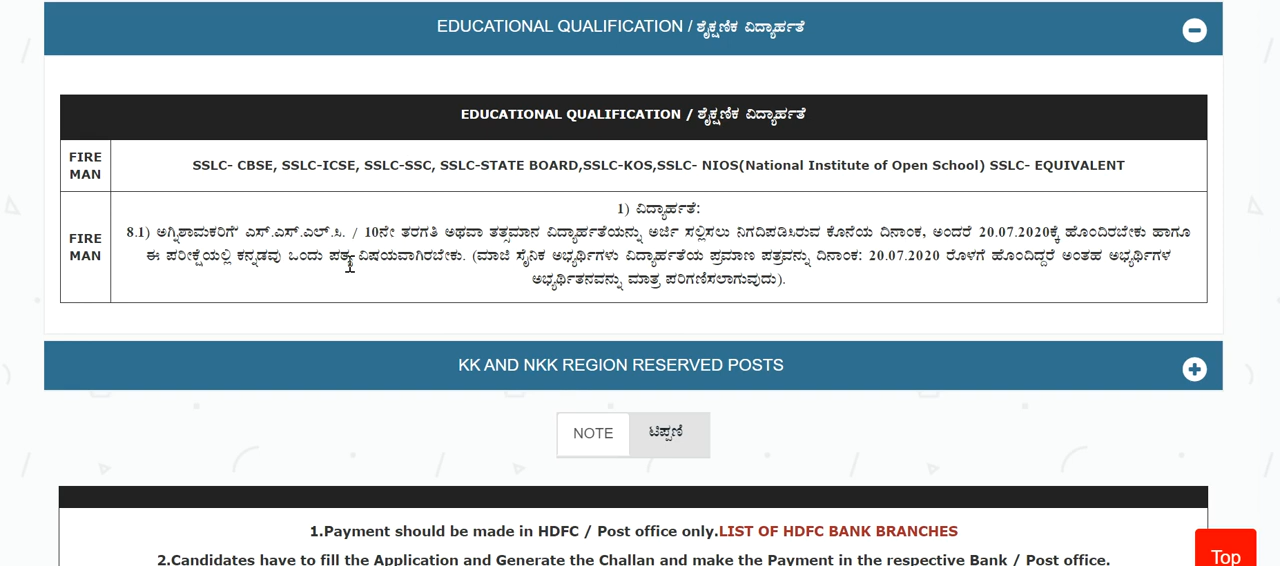 EDUCATIONAL QUALIFICATION / ಶೈಕ್ಷಣಿಕ ವಿದ್ಯಾರ್ಹತೆ
EDUCATIONAL QUALIFICATION / ಶೈಕ್ಷಣಿಕ ವಿದ್ಯಾರ್ಹತೆ
FIRE
MAN
SSLC- CBSE, SSLC-ICSE, SSLC-SSC, SSLC-STATE BOARD,SSLC-KOS,SSLC- NIOS(National Institute of Open School) SSLC- EQUIVALENT
FIRE
MAN
1) ವಿದ್ಯಾರ್ಹತೆ:
8.1) ಅಗ್ನಿಶಾಮಕರಿಗೆ' ಎಸ್.ಎಸ್.ಎಲ್.ಸಿ. / 10ನೇ ತರಗತಿ ಅಥವಾ ತತ್ಸಮಾನ ವಿದ್ಯಾರ್ಹತೆಯನ್ನು ಅರ್ಜಿ ಸಲ್ಲಿಸಲು ನಿಗದಿಪಡಿಸಿರುವ ಕೊನೆಯ ದಿನಾಂಕ, ಅಂದರೆ 20.07.2020ಕ್ಕೆ ಹೊಂದಿರಬೇಕು ಹಾಗೂ
ಈ ಪರೀಕ್ಷೆಯಲ್ಲಿ ಕನ್ನಡವು ಒಂದು ಪಠ್ಯ ವಿಷಯವಾಗಿರಬೇಕು. (ಮಾಜಿ ಸೈನಿಕ ಅಭ್ಯರ್ಥಿಗಳು ವಿದ್ಯಾರ್ಹತೆಯ ಪ್ರಮಾಣ ಪತ್ರವನ್ನು ದಿನಾಂಕ: 20.07.2020 ರೊಳಗೆ ಹೊಂದಿದ್ದರೆ ಅಂತಹ ಅಭ್ಯರ್ಥಿಗಳ
ಅಭ್ಯರ್ಥಿತನವನ್ನು ಮಾತ್ರ ಪರಿಗಣಿಸಲಾಗುವುದು).
KK AND NKK REGION RESERVED POSTS
NOTE ಟಿಪ್ಪಣಿ
1.Payment should be made in HDFC / Post office only.LIST OF HDFC BANK BRANCHES
2.Candidates have to fill the Application and Generate the Challan and make the Payment in the respective Bank / Post office.
Top